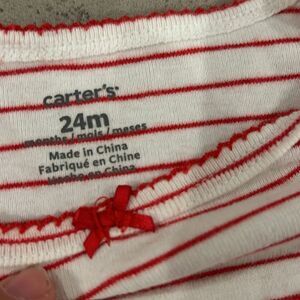 carter's
24m
months / mois / meses
Made in China
Fabriqué en Chine